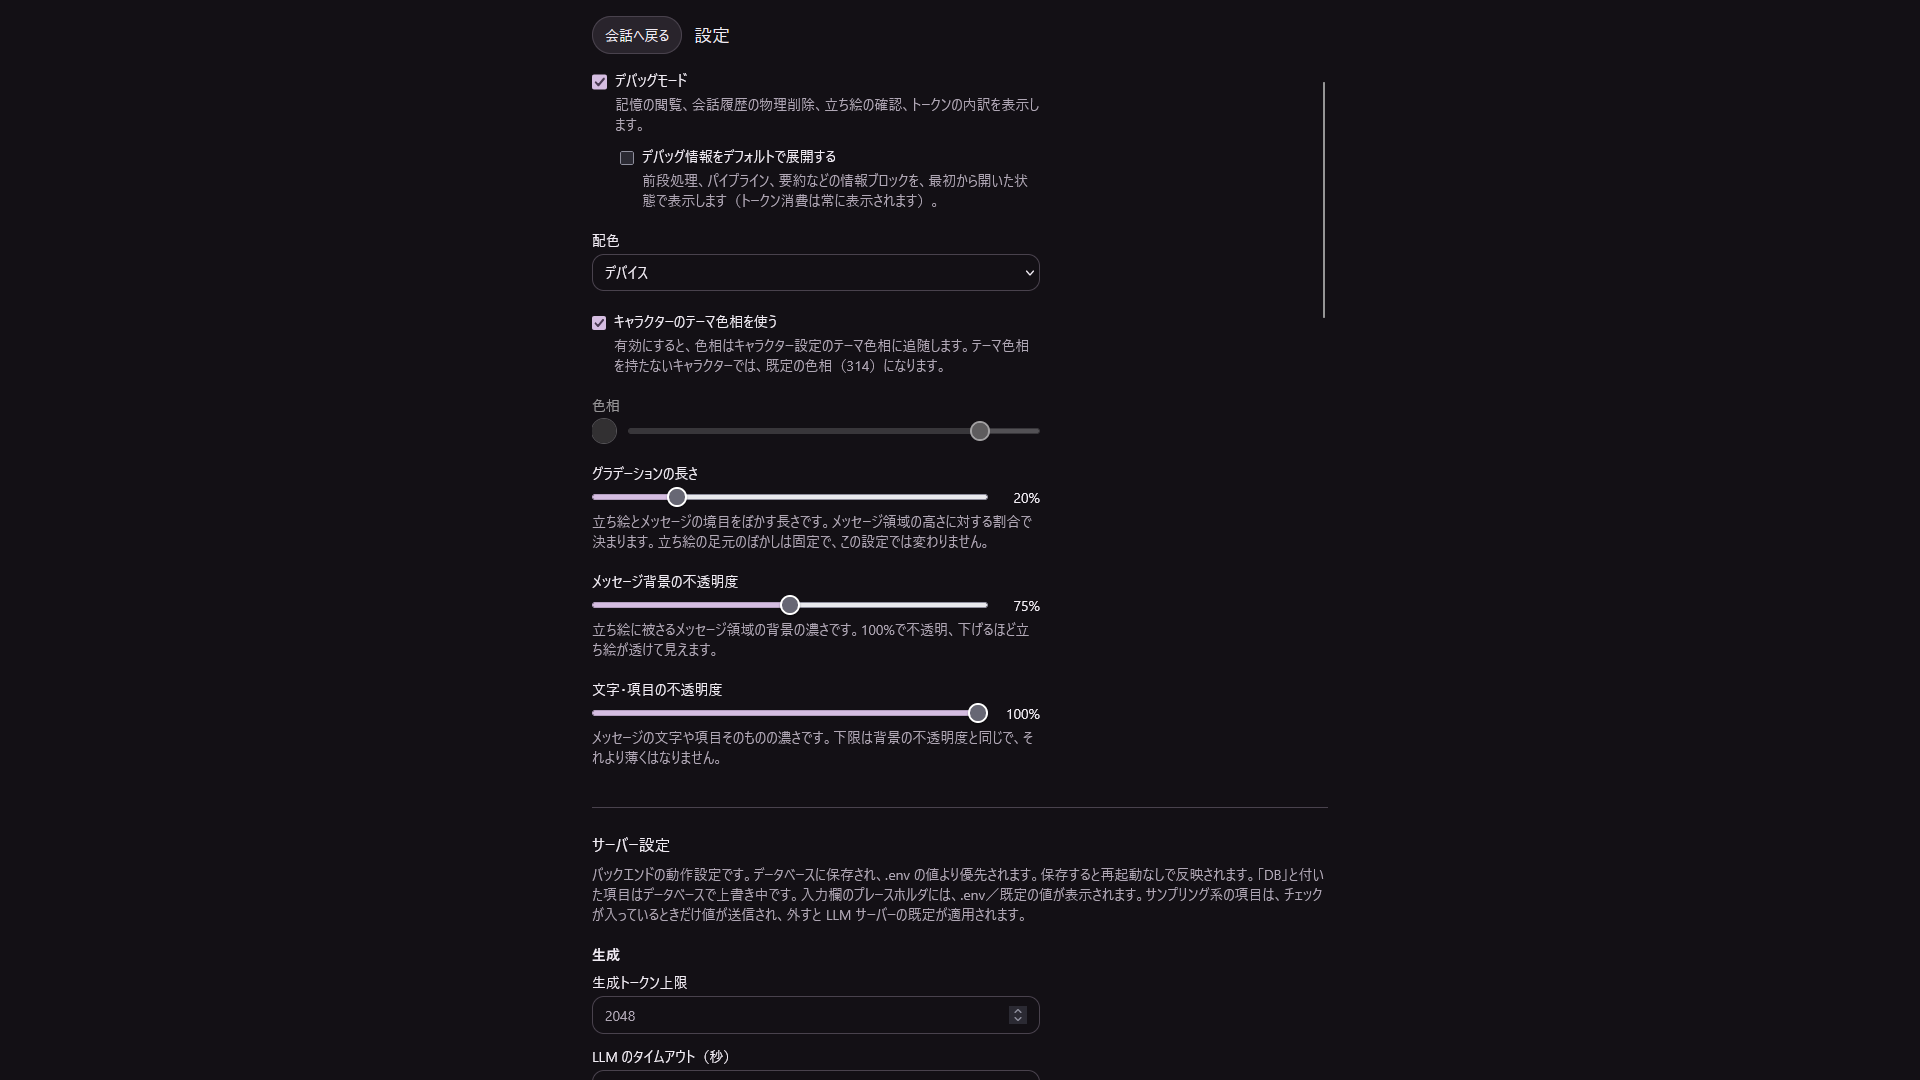 会話へ戻る 設定
デバッグモード
記憶の閲覧、会話履歴の物理削除、立ち絵の確認、トークンの内訳を表示し
ます。
デバッグ情報をデフォルトで展開する
前段処理、パイプライン、要約などの情報ブロックを、最初から開いた状
態で表示します（トークン消費は常に表示されます）。
配色
デバイス
キャラクターのテーマ色相を使う
有効にすると、色相はキャラクター設定のテーマ色相に追随します。テーマ色相
を持たないキャラクターでは、既定の色相（314）になります。
色相
グラデーションの長さ
20%
立ち絵とメッセージの境目をぼかす長さです。メッセージ領域の高さに対する割合で
決まります。立ち絵の足元のぼかしは固定で、この設定では変わりません。
メッセージ背景の不透明度
75%
立ち絵に被さるメッセージ領域の背景の濃さです。100%で不透明、下げるほど立
ち絵が透けて見えます。
文字・項目の不透明度
100%
メッセージの文字や項目そのものの濃さです。下限は背景の不透明度と同じで、そ
れより薄くはなりません。
サーバー設定
バックエンドの動作設定です。データベースに保存され、.env の値より優先されます。保存すると再起動なしで反映されます。「DB」と付い
た項目はデータベースで上書き中です。入力欄のプレースホルダには、.env／既定の値が表示されます。サンプリング系の項目は、チェック
が入っているときだけ値が送信され、外すと LLM サーバーの既定が適用されます。
生成
生成トークン上限
2048
LLM のタイムアウト（秒）